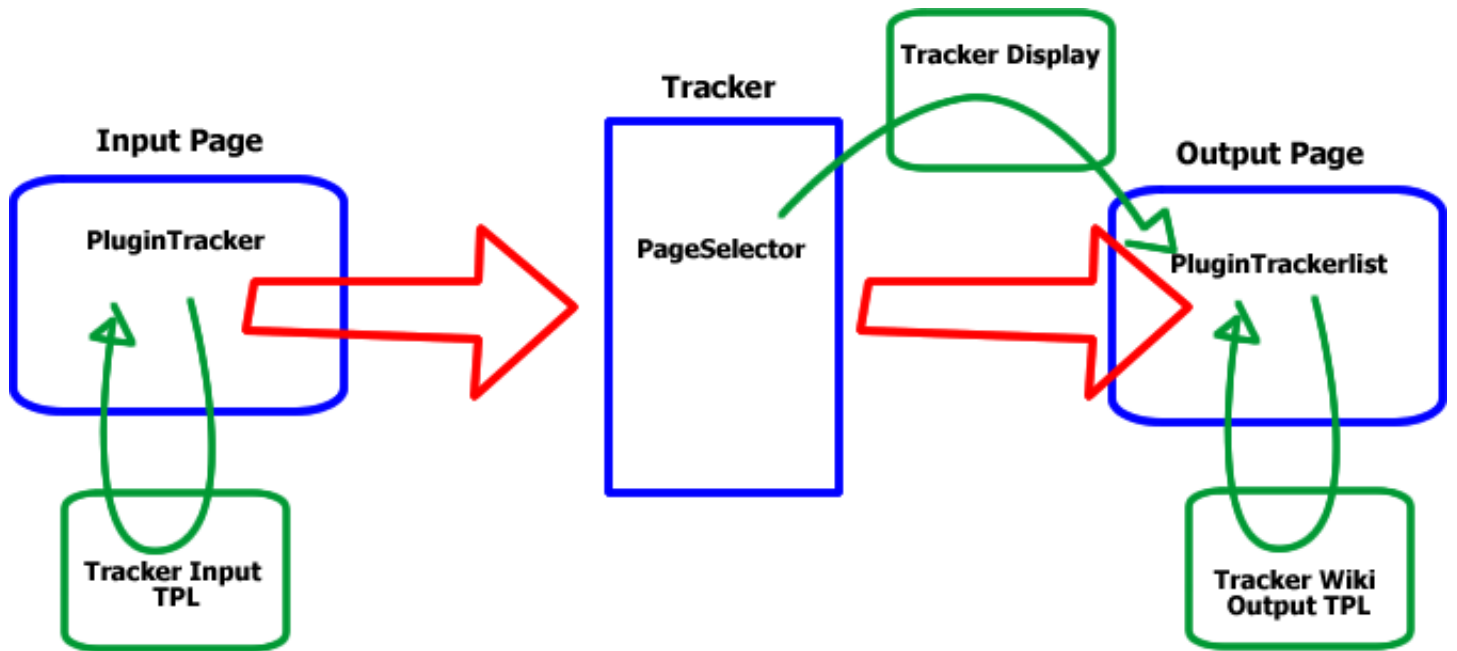 Tracker Display
Tracker
Input Page
Output Page
PluginTracker
PageSelector
PluginTrackerlist
Tracker Input
TPL
Tracker Wiki
Output TPL